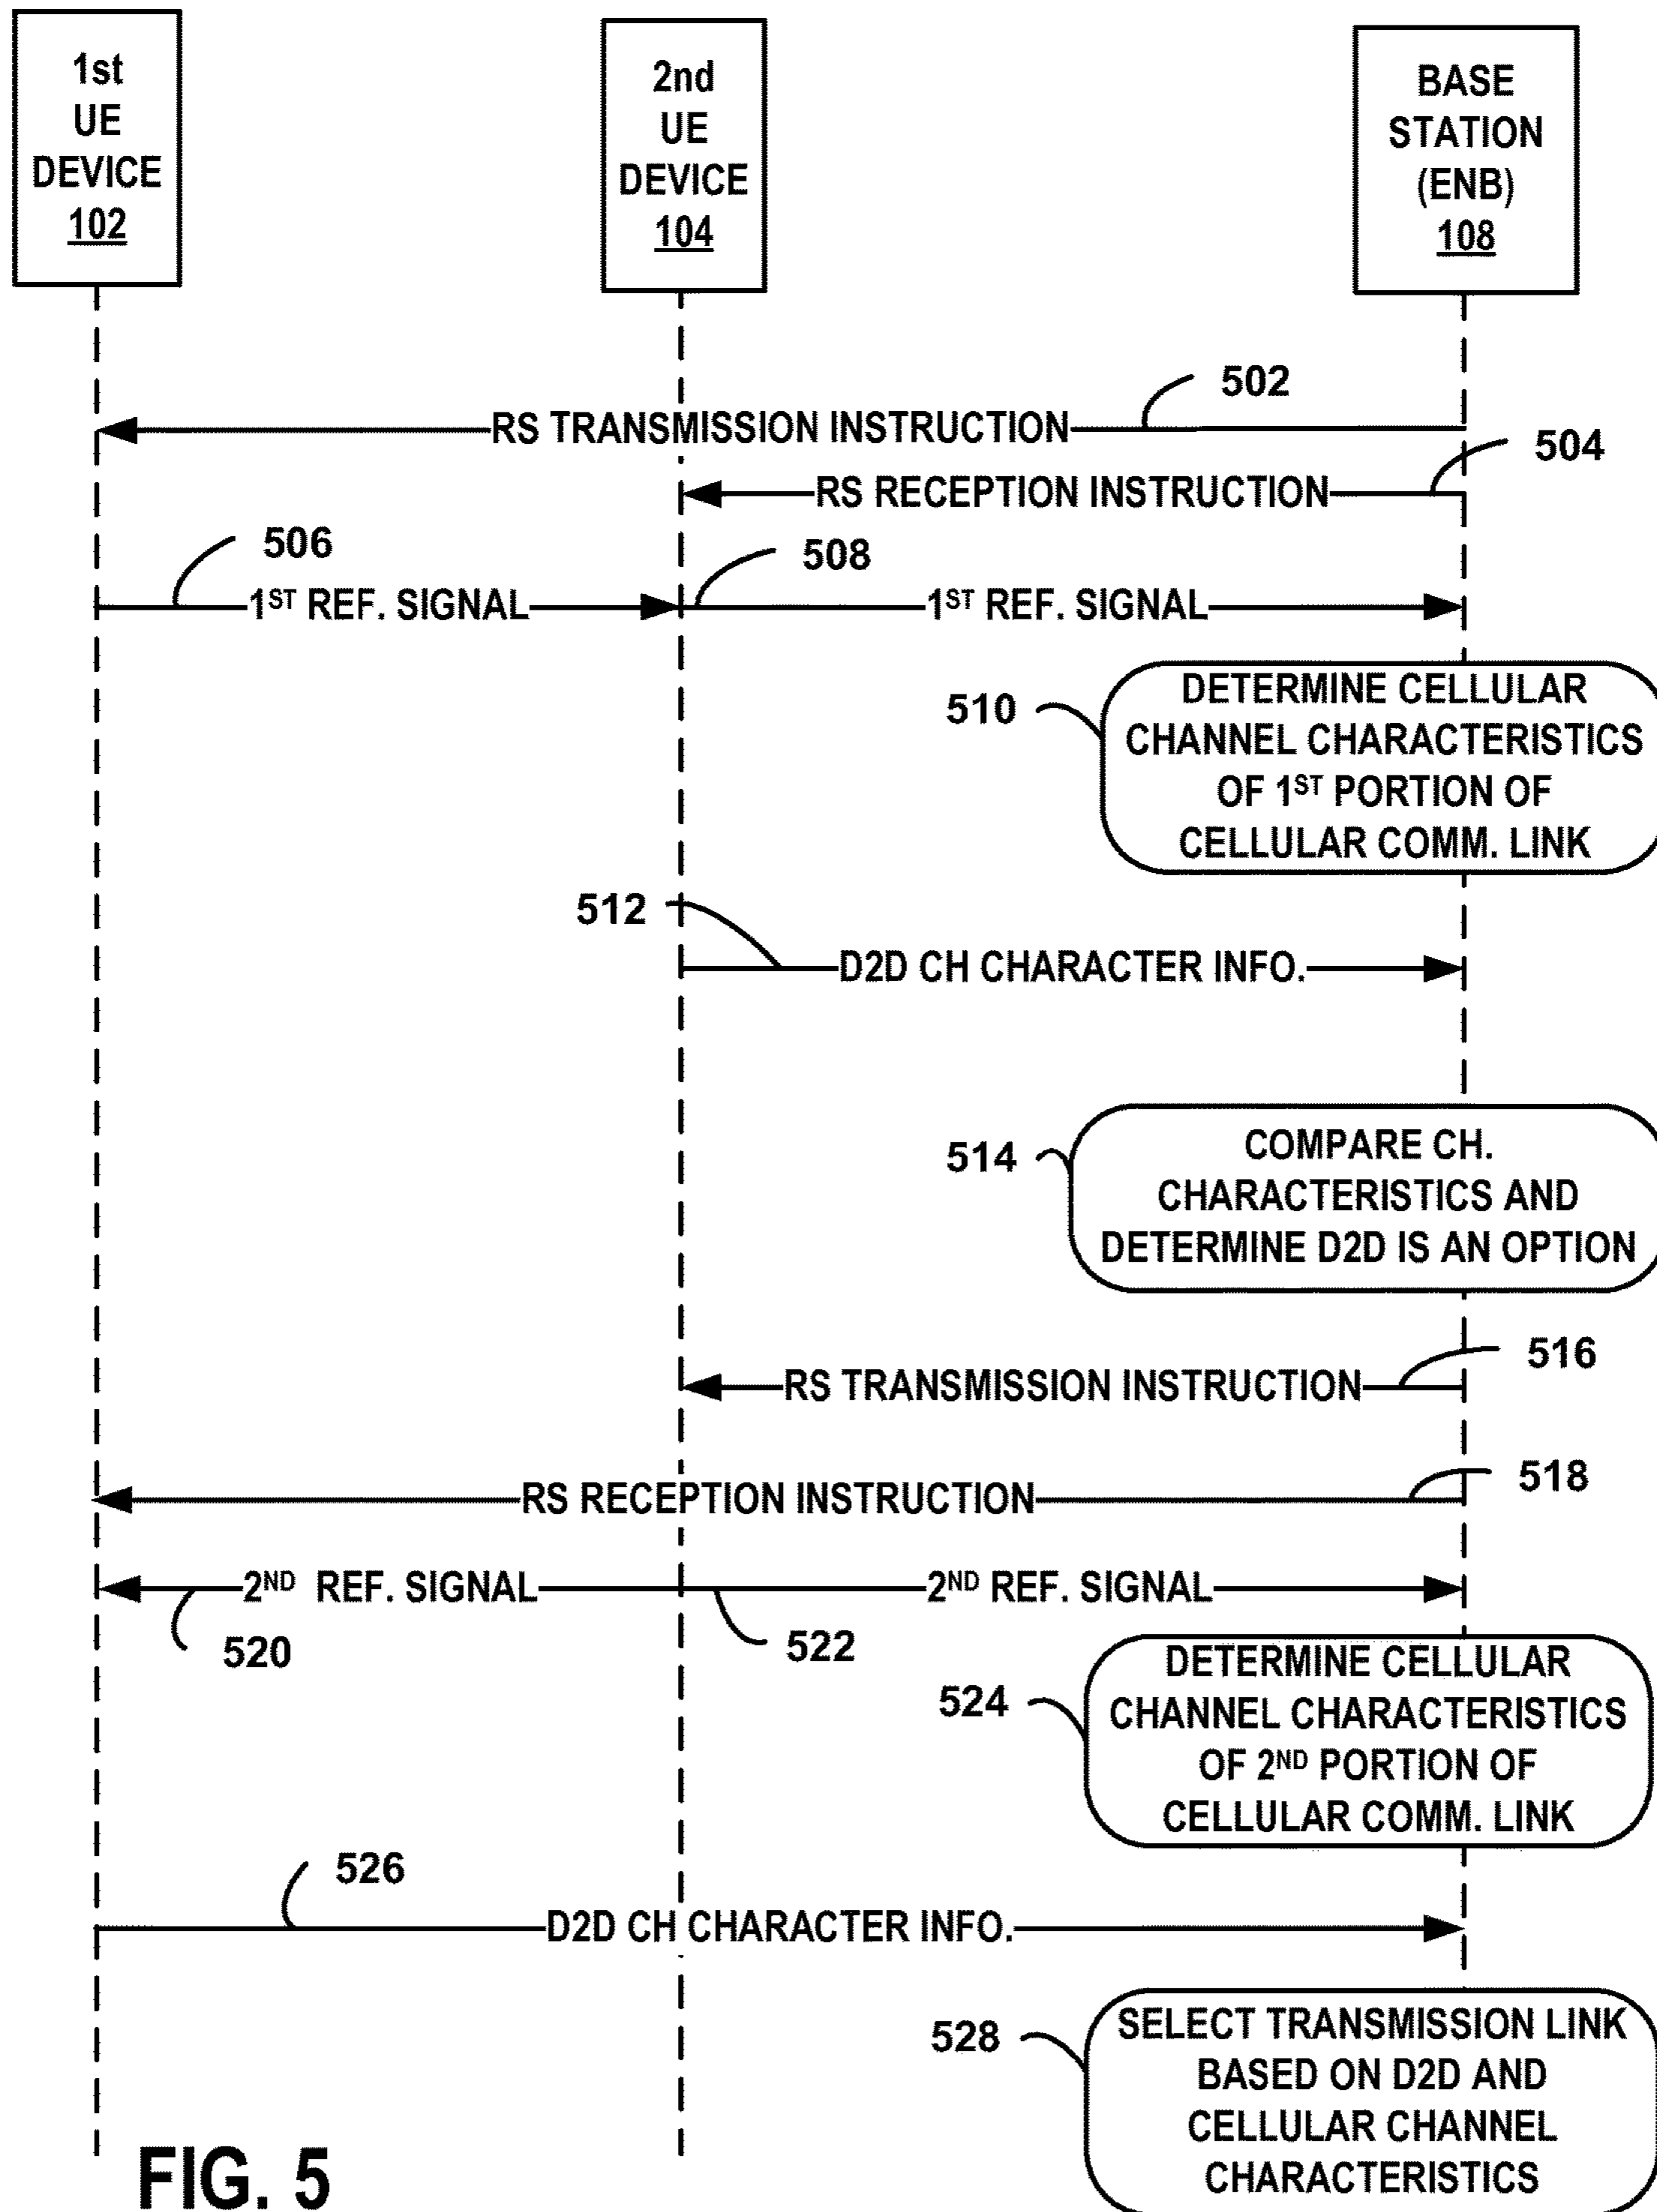 1st
UE
DEVICE
102
2nd
UE
DEVICE
104
BASE
STATION
(ENB)
108
502
RS TRANSMISSION INSTRUCTION
504
RS RECEPTION INSTRUCTION
506
508
1ST REF. SIGNAL
1ST REF. SIGNAL
510
DETERMINE CELLULAR
CHANNEL CHARACTERISTICS
OF 1ST PORTION OF
CELLULAR COMM. LINK
512
D2D CH CHARACTER INFO.
514
COMPARE CH.
CHARACTERISTICS AND
DETERMINE D2D IS AN OPTION
516
RS TRANSMISSION INSTRUCTION
518
RS RECEPTION INSTRUCTION
2ND REF. SIGNAL
2ND REF. SIGNAL
520
522
524
DETERMINE CELLULAR
CHANNEL CHARACTERISTICS
OF 2ND PORTION OF
CELLULAR COMM. LINK
526
D2D CH CHARACTER INFO.
528
SELECT TRANSMISSION LINK
BASED ON D2D AND
CELLULAR CHANNEL
CHARACTERISTICS
FIG. 5